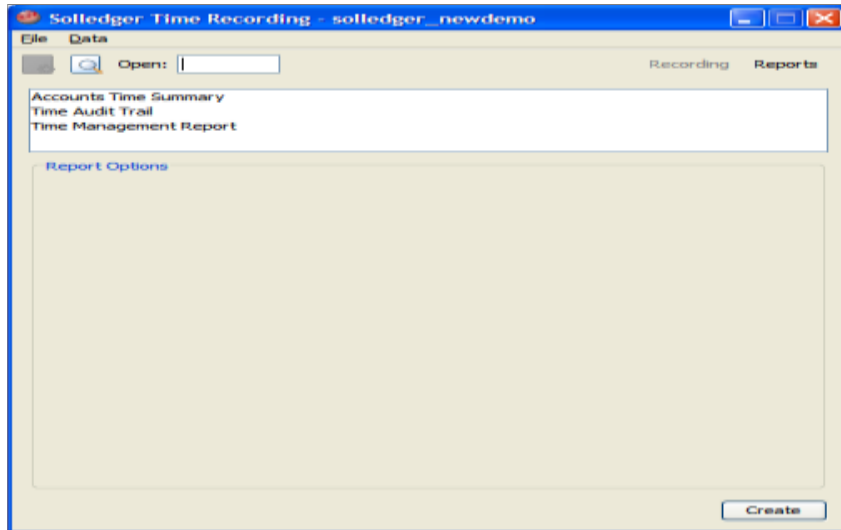 Solledger Time Recording - solledger_newdemo
File Data
Open: Recording Reports
Accounts Time Summary
Time Audit Trail
Time Management Report
Report Options
Create